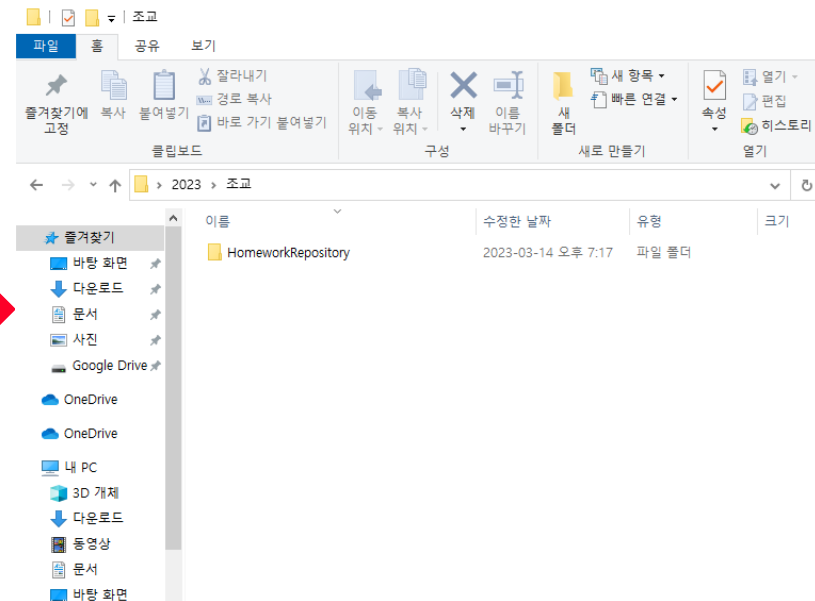 조교
파일 홈 공유 보기
즐겨찾기에 고정
복사
붙여넣기
잘라내기
경로 복사
바로 가기 붙여넣기
클립보드
이동 위치
복사 위치
삭제
이름 바꾸기
구성
새 폴더
새 항목
빠른 연결
새로 만들기
속성
열기
편집
히스토리
열기
2023 > 조교
이름 수정한 날짜 유형 크기
HomeworkRepository 2023-03-14 오후 7:17 파일 폴더
즐겨찾기
바탕 화면
다운로드
문서
사진
Google Drive
OneDrive
OneDrive
내 PC
3D 개체
다운로드
동영상
문서
바탕 화면